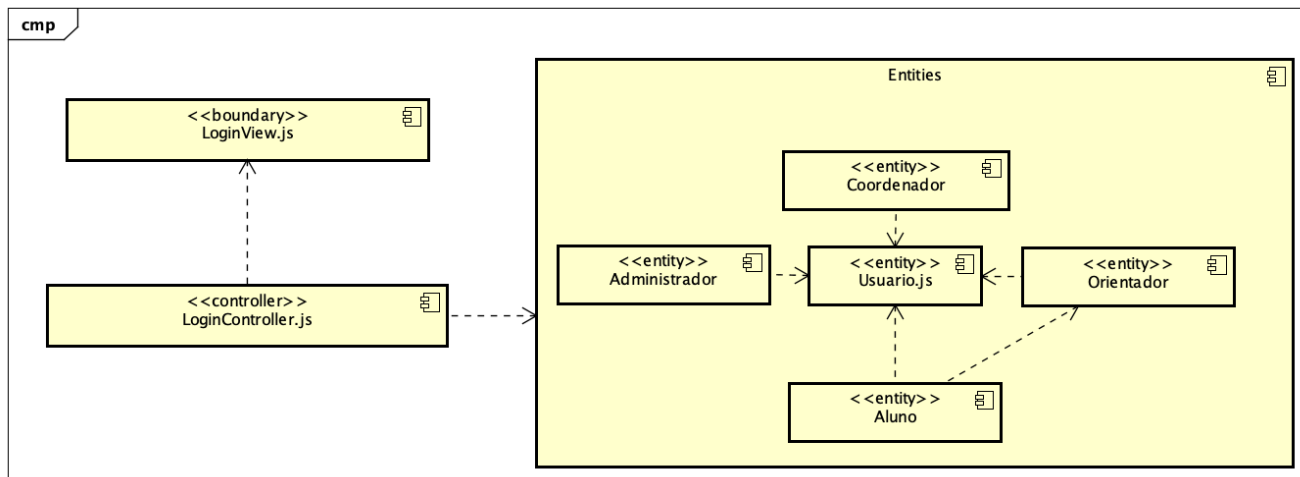 cmp
Entities
<<boundary>>
LoginView.js
<<entity>>
Coordenador
<<entity>>
Administrador
<<entity>>
Usuario.js
<<entity>>
Orientador
<<controller>>
LoginController.js
<<entity>>
Aluno